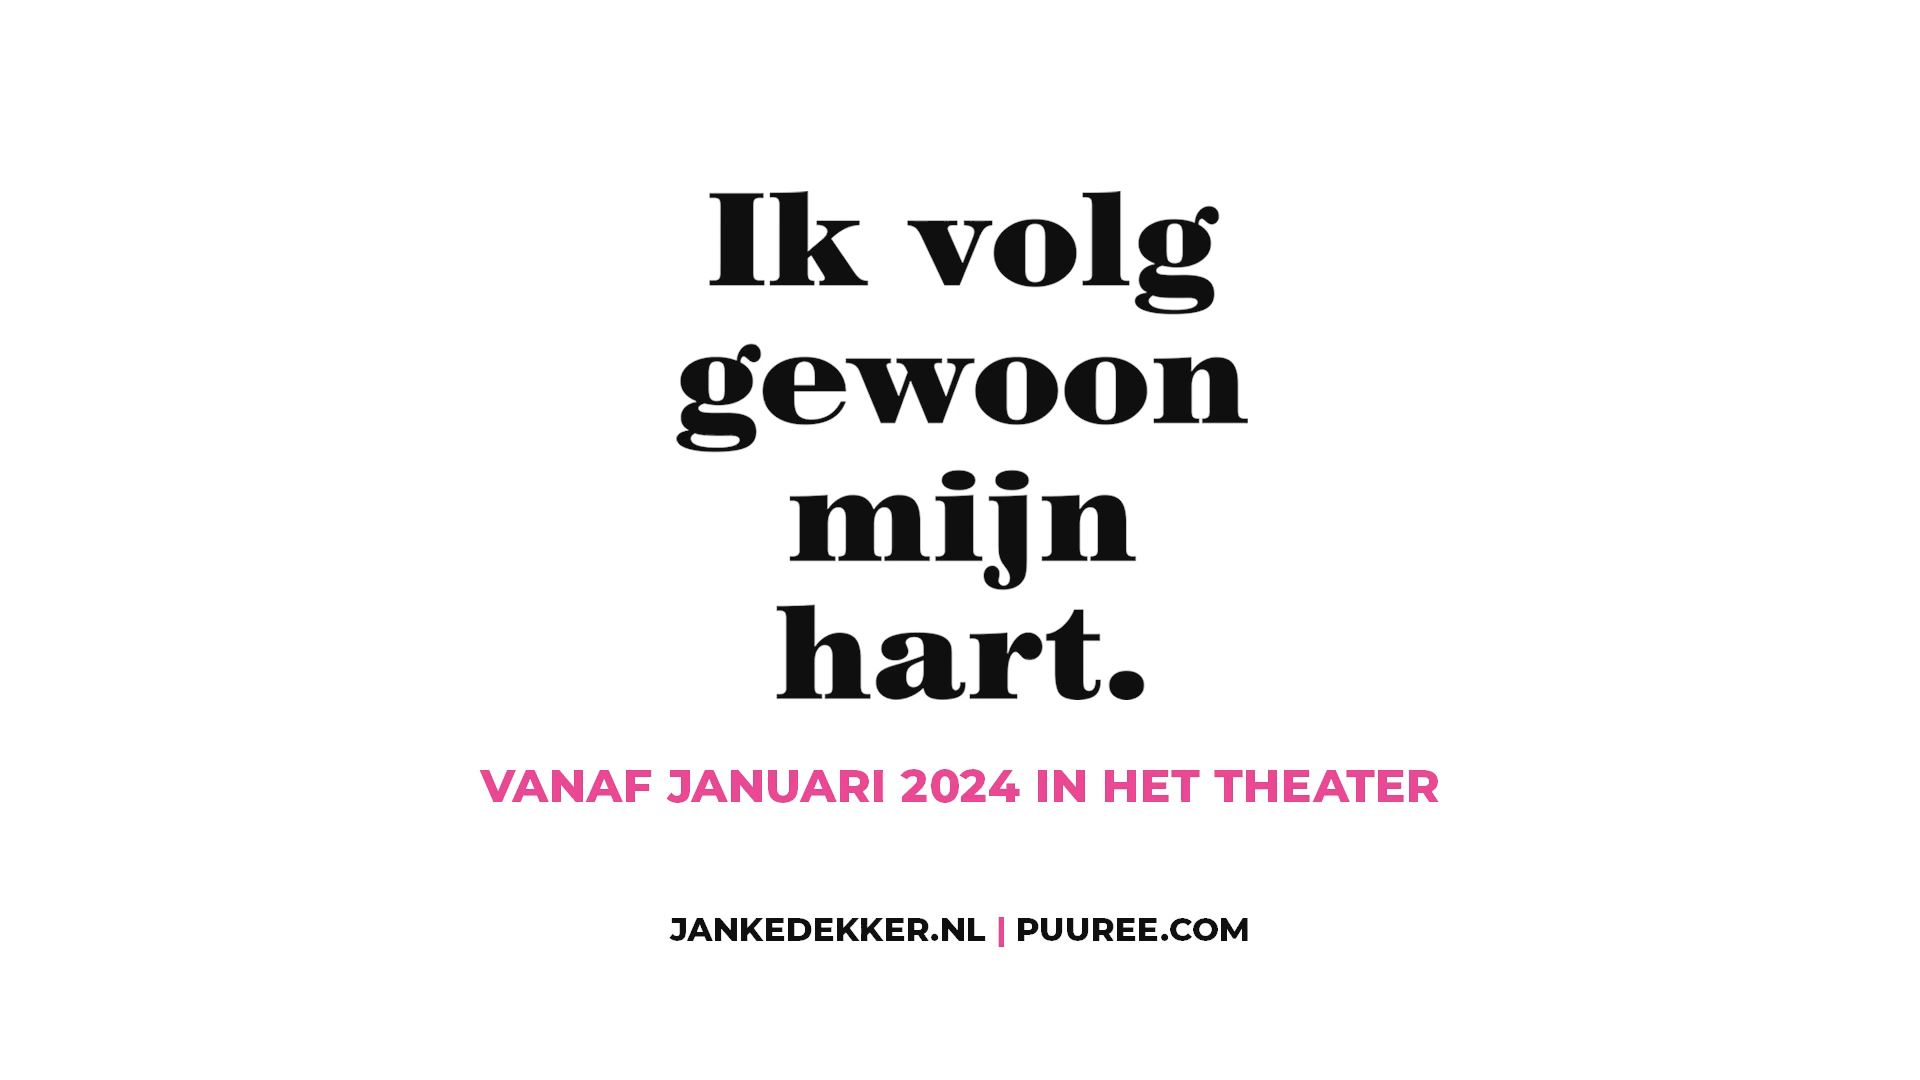 Ik volg
gewoon
mijn
hart.
VANAF JANUARI 2024 IN HET THEATER
JANKEDEKKER.NL | PUUREE.COM